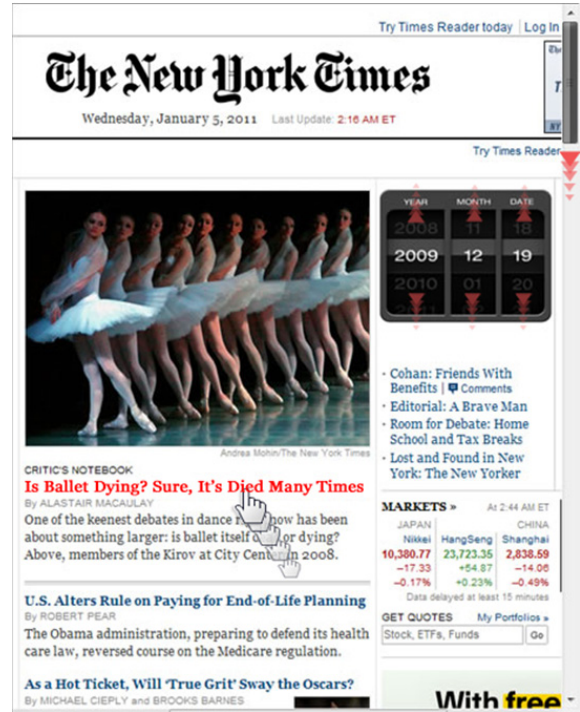 Try Times Reader today Log In
The New York Times
Wednesday, January 5, 2011 Last Update: 2:16 AM ET
Try Times Reader
YEAR MONTH DATE
2008 11 18
2009 12 19
2010 01 20
2011
Andrea Mohin/The New York Times
CRITIC'S NOTEBOOK
Is Ballet Dying? Sure, It's Died Many Times
By ALASTAIR MACAULAY
One of the keenest debates in dance now has been
about something larger: is ballet itself or dying?
Above, members of the Kirov at City Center in 2008.
U.S. Alters Rule on Paying for End-of-Life Planning
By ROBERT PEAR
The Obama administration, preparing to defend its health
care law, reversed course on the Medicare regulation.
As a Hot Ticket, Will 'True Grit' Sway the Oscars?
By MICHAEL CIEPLY and BROOKS BARNES
· Cohan: Friends With
Benefits | Comments
· Editorial: A Brave Man
· Room for Debate: Home
School and Tax Breaks
· Lost and Found in New
York: The New Yorker
MARKETS » At 2:44 AM ET
JAPAN CHINA
Nikkei HangSeng Shanghai
10,380.77 23,723.35 2,838.59
−17.33 +54.87 −14.06
−0.17% +0.23% −0.49%
Data delayed at least 15 minutes
GET QUOTES My Portfolios »
Stock, ETFs, Funds Go
With free